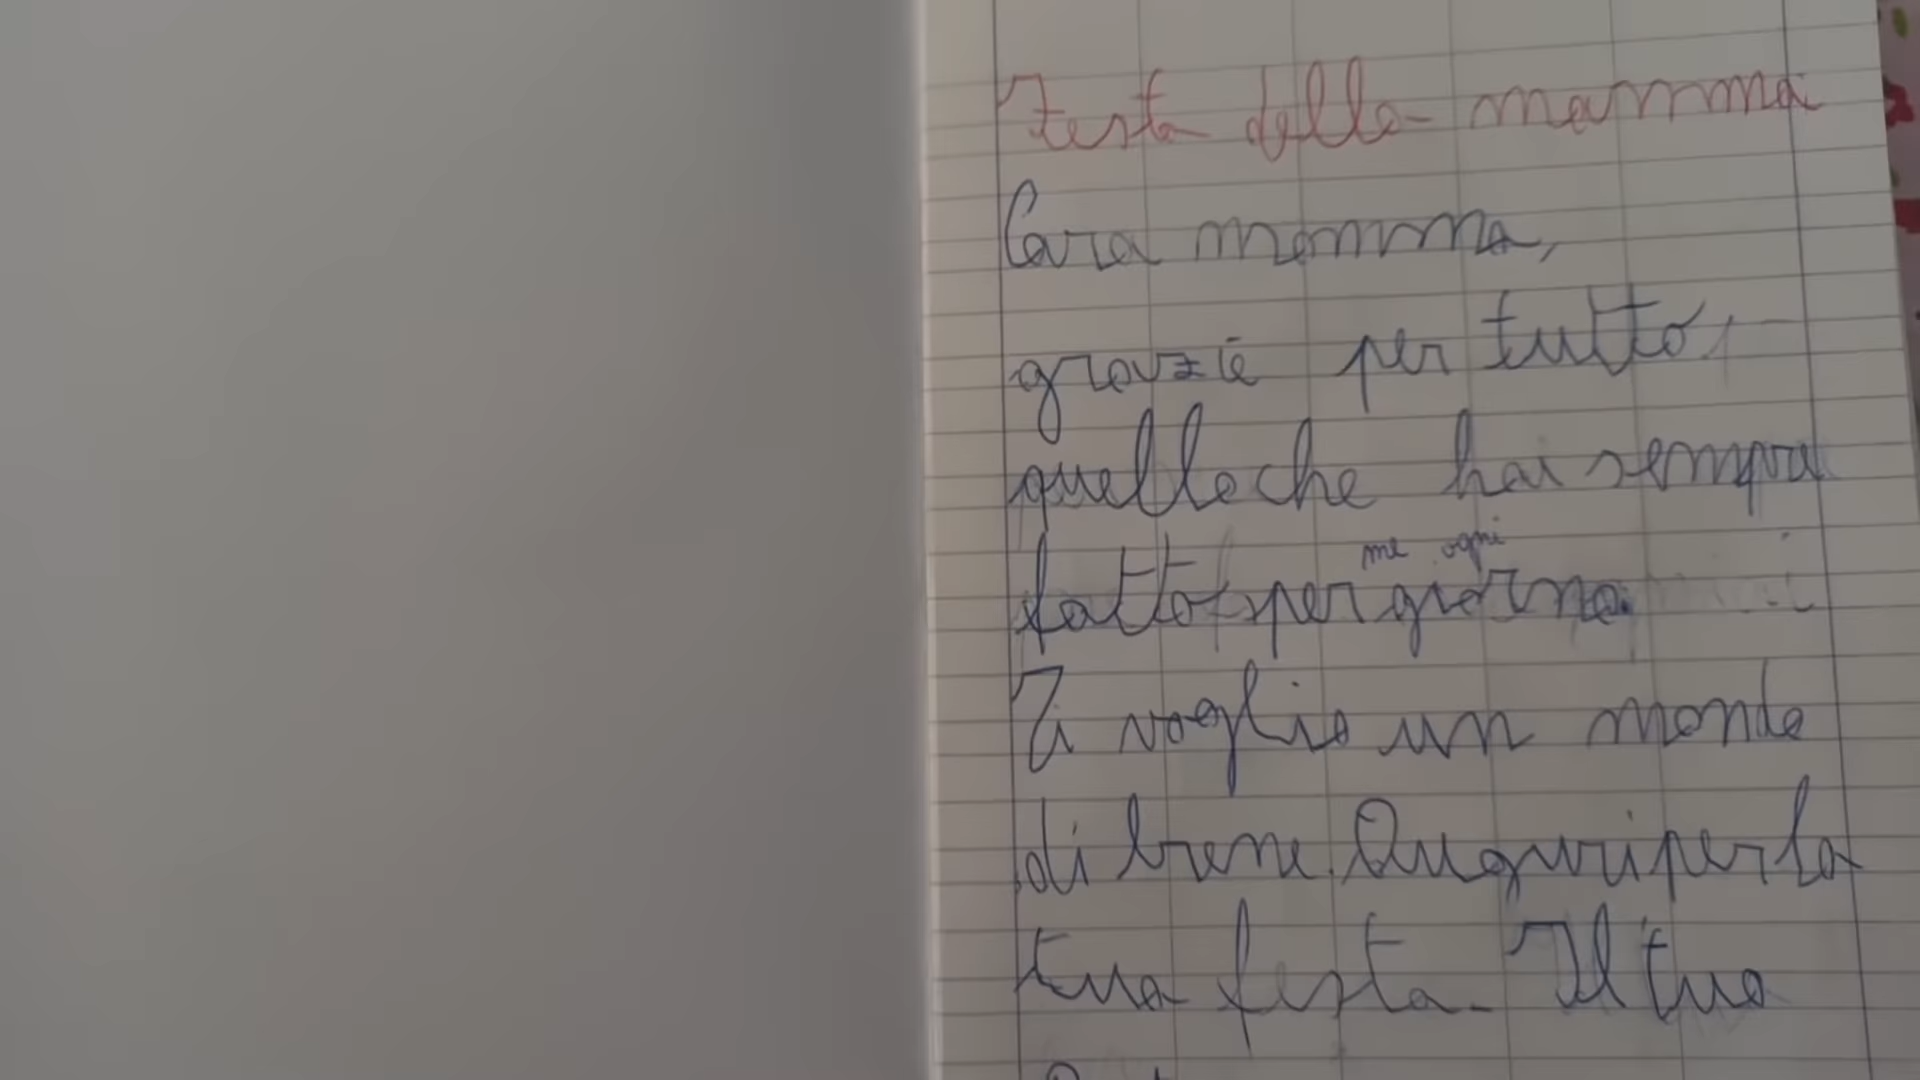 Festa della mamma
Cara mamma,
grazie per tutto
quello che hai sempre
me ogni
fatto per giorno.
Ti voglio un mondo
di bene. Auguri per la
tua festa. Il tuo